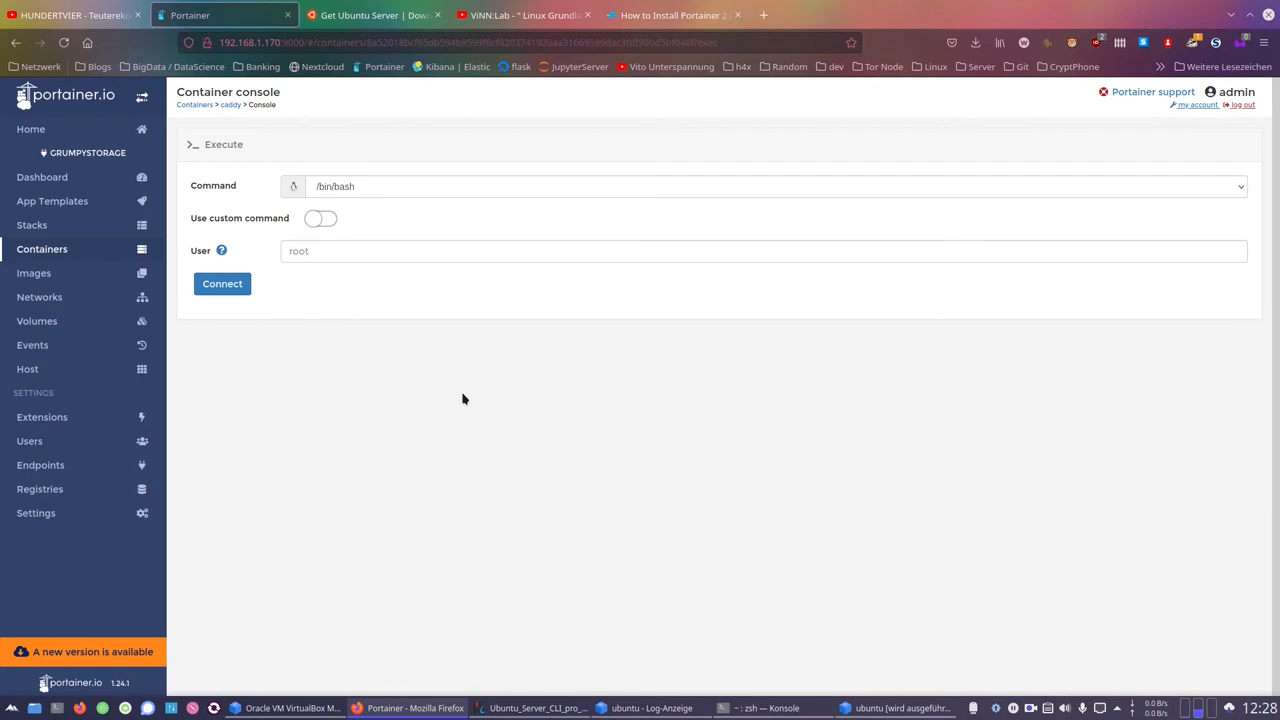 HUNDERTVIER - Teuterekor
Portainer
Get Ubuntu Server | Down
ViNN:Lab - " Linux Grundla
How to Install Portainer 2.
192.168.1.170:9000/#/containers/8a52018bcf65db594b9599f8cf8203741920aa31669589dac3fdf90bd5bf046f/exec
Netzwerk
Blogs
BigData / DataScience
Banking
Nextcloud
Portainer
Kibana | Elastic
flask
JupyterServer
Vito Unterspannung
h4x
Random
dev
Tor Node
Linux
Server
Git
CryptPhone
Weitere Lesezeichen
portainer.io
Home
GRUMPYSTORAGE
Dashboard
App Templates
Stacks
Containers
Images
Networks
Volumes
Events
Host
SETTINGS
Extensions
Users
Endpoints
Registries
Settings
A new version is available
portainer.io 1.24.1
Container console
Containers > caddy > Console
Portainer support
admin
my account
log out
>_ Execute
Command
/bin/bash
Use custom command
User
root
Connect
Oracle VM VirtualBox M...
Portainer - Mozilla Firefox
Ubuntu_Server_CLI_pro_...
ubuntu - Log-Anzeige
~ : zsh — Konsole
ubuntu [wird ausgeführ...
0.0 B/s
0.0 B/s
12:28